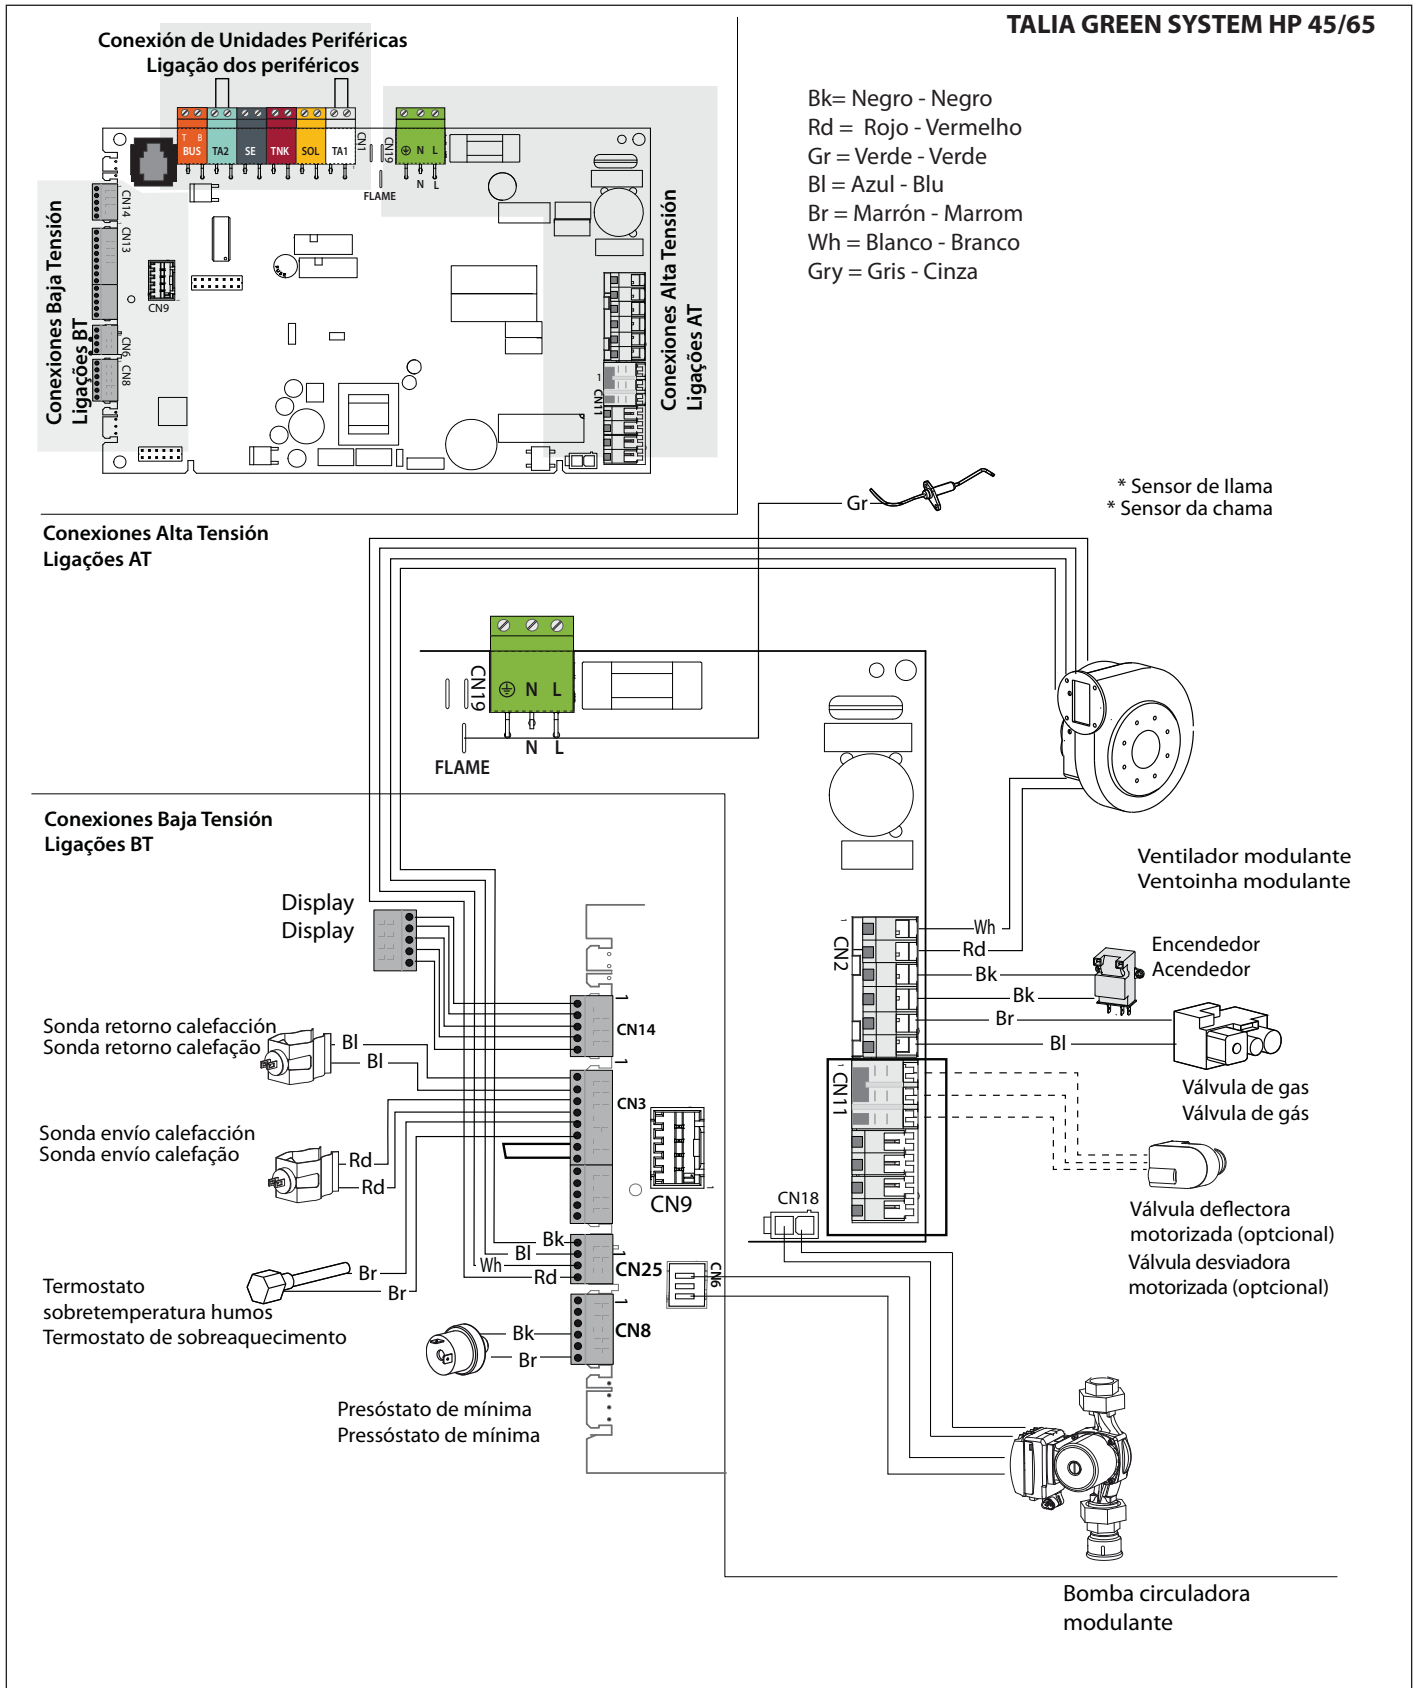 TALIA GREEN SYSTEM HP 45/65
Conexión de Unidades Periféricas
Ligação dos periféricos
Bk= Negro - Negro
Rd = Rojo - Vermelho
Gr = Verde - Verde
Bl = Azul - Blu
Br = Marrón - Marrom
Wh = Blanco - Branco
Gry = Gris - Cinza
T B
BUS
TA2
SE
TNK
SOL
TA1
CN1
CN19
N L
N L
FLAME
CN14
CN13
CN9
CN6
CN8
1
CN11
Conexiones Baja Tensión
Ligações BT
Conexiones Alta Tensión
Ligações AT
Gr
* Sensor de llama
* Sensor da chama
Conexiones Alta Tensión
Ligações AT
CN19
N L
N L
FLAME
Conexiones Baja Tensión
Ligações BT
Ventilador modulante
Ventoinha modulante
Display
Display
1
CN2
Wh
Rd
Bk
Bk
Br
Bl
Encendedor
Acendedor
Sonda retorno calefacción
Sonda retorno calefação
Bl
Bl
1
CN14
1
CN3
1
CN11
Válvula de gas
Válvula de gás
Sonda envío calefacción
Sonda envío calefação
Rd
Rd
1
CN9
CN18
Válvula deflectora
motorizada (optcional)
Válvula desviadora
motorizada (optcional)
Bk
Bl
Wh
Rd
1
CN25
CN6
Termostato
sobretemperatura humos
Termostato de sobreaquecimento
Br
Br
1
CN8
Bk
Br
Presóstato de mínima
Pressóstato de mínima
Bomba circuladora
modulante